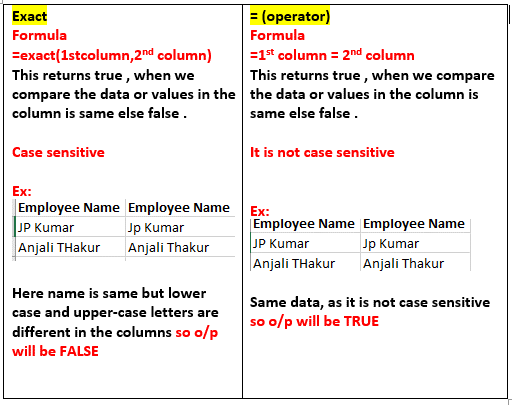 Exact
Formula
=exact(1stcolumn,2nd column)
This returns true , when we
compare the data or values in the
column is same else false .
Case sensitive
Ex:
Employee Name Employee Name
JP Kumar Jp Kumar
Anjali THakur Anjali Thakur
Here name is same but lower
case and upper-case letters are
different in the columns so o/p
will be FALSE
= (operator)
Formula
=1st column = 2nd column
This returns true , when we compare
the data or values in the column is
same else false .
It is not case sensitive
Ex:
Employee Name Employee Name
JP Kumar Jp Kumar
Anjali THakur Anjali Thakur
Same data, as it is not case sensitive
so o/p will be TRUE